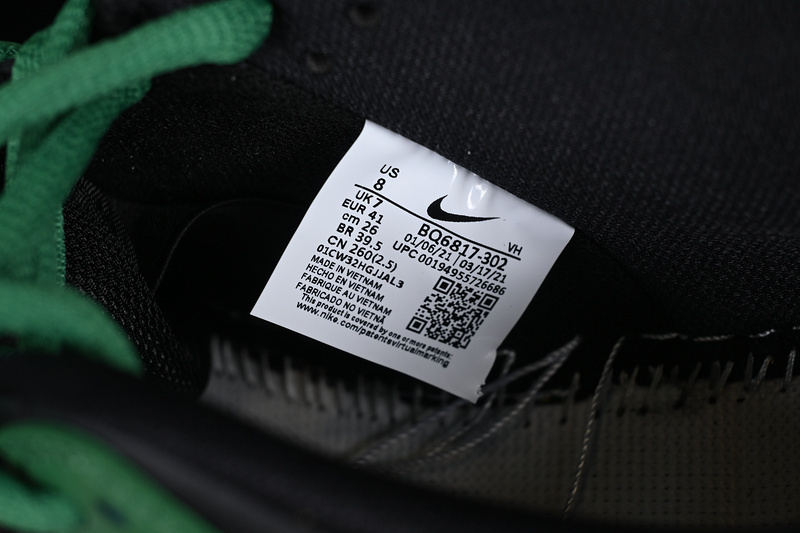 US
8
UK 7
EUR 41
cm 26
BR 39.5
CN 260(2.5)
01CW32HGJJAL3
MADE IN VIETNAM
HECHO EN VIETNAM
FABRIQUE AU VIETNAM
FABRICADO NO VIETNÃ
This product is covered by one or more patents:
www.nike.com/patentsvirtualmarking
VH
BQ6817-302
01/06/21 | 03/17/21
UPC 00194955726686